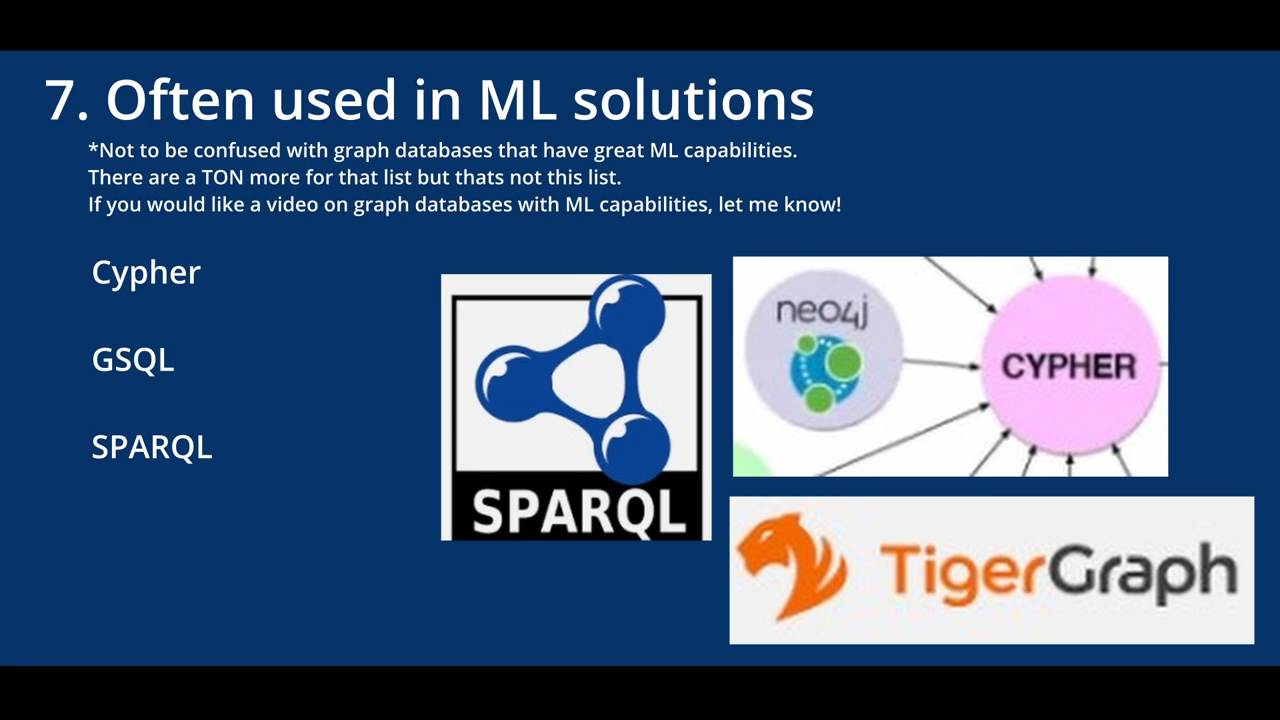 7. Often used in ML solutions
*Not to be confused with graph databases that have great ML capabilities.
There are a TON more for that list but thats not this list.
If you would like a video on graph databases with ML capabilities, let me know!
Cypher
GSQL
SPARQL
SPARQL
neo4j
CYPHER
TigerGraph